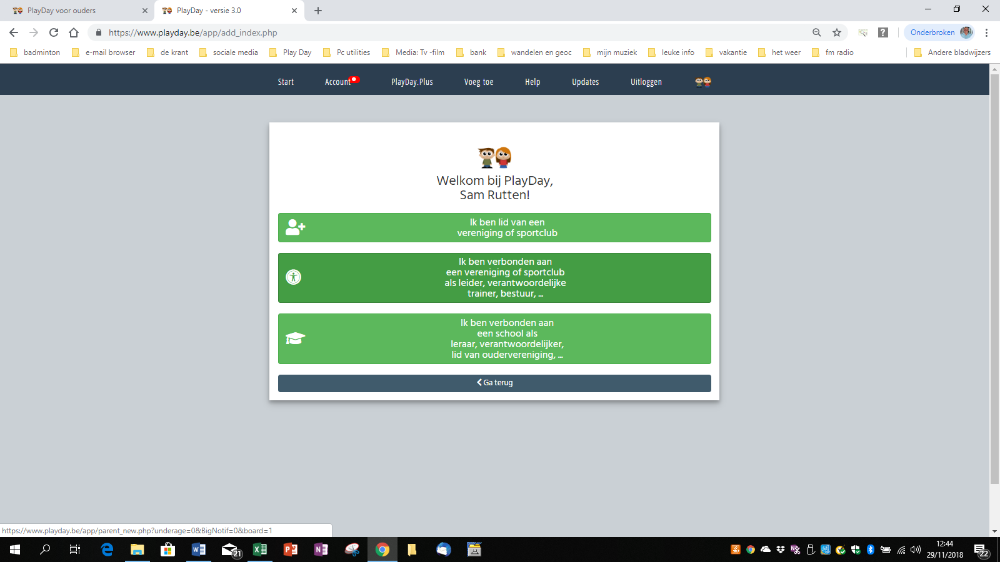 PlayDay voor ouders
PlayDay - versie 3.0
https://www.playday.be/app/add_index.php
Onderbroken
badminton
e-mail browser
de krant
sociale media
Play Day
Pc utilities
Media: Tv -film
bank
wandelen en geoc
mijn muziek
leuke info
vakantie
het weer
fm radio
Andere bladwijzers
Start
Account
PlayDay.Plus
Voeg toe
Help
Updates
Uitloggen
Welkom bij PlayDay,
Sam Rutten!
Ik ben lid van een
vereniging of sportclub
Ik ben verbonden aan
een vereniging of sportclub
als leider, verantwoordelijke
trainer, bestuur, ...
Ik ben verbonden aan
een school als
leraar, verantwoordelijker,
lid van oudervereniging, ...
Ga terug
https://www.playday.be/app/parent_new.php?underage=0&BigNotif=0&board=1
21
12:44
29/11/2018
22